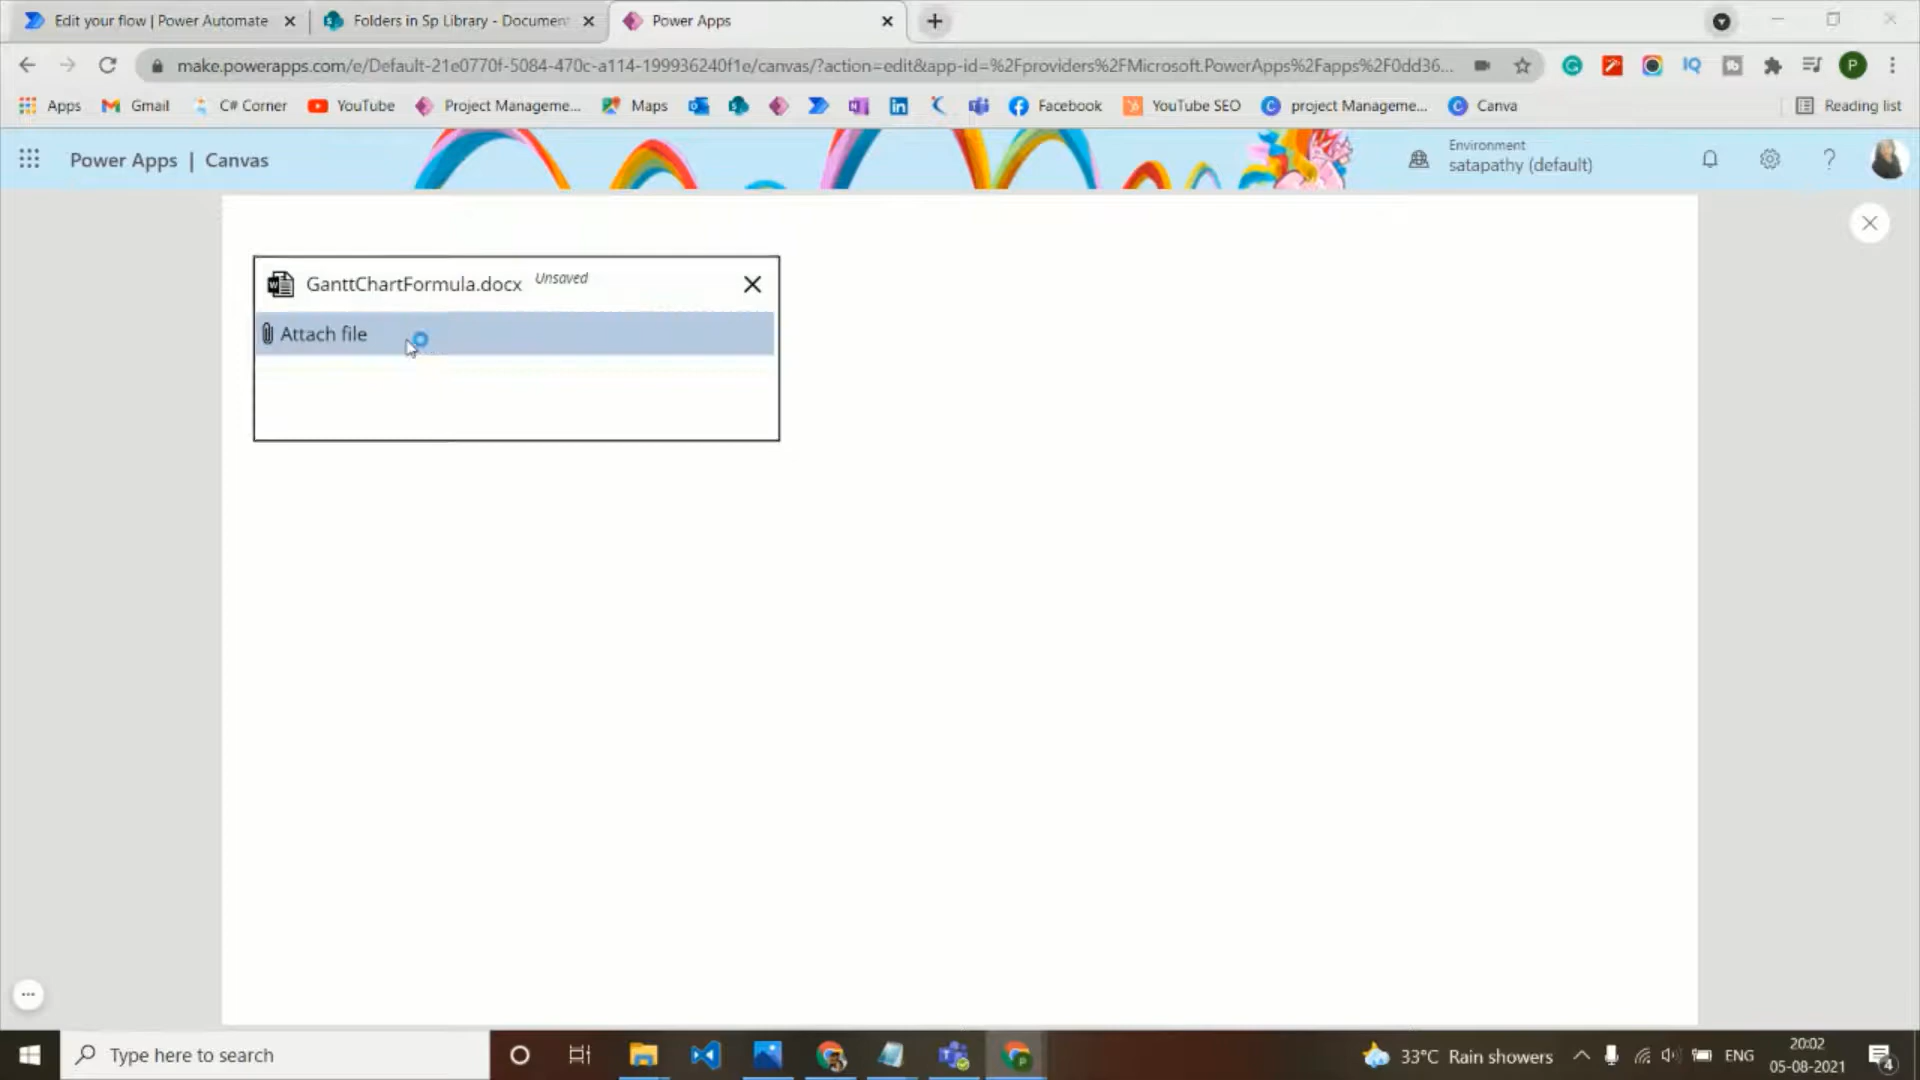 Edit your flow | Power Automate
Folders in Sp Library - Document
Power Apps
make.powerapps.com/e/Default-21e0770f-5084-470c-a114-199936240f1e/canvas/?action=edit&app-id=%2Fproviders%2FMicrosoft.PowerApps%2Fapps%2F0dd36...
P
Apps
Gmail
C# Corner
YouTube
Project Manageme...
Maps
Facebook
YouTube SEO
project Manageme...
Canva
Reading list
Power Apps | Canvas
Environment
satapathy (default)
GanttChartFormula.docx Unsaved
Attach file
Type here to search
33°C Rain showers
ENG
20:02
05-08-2021
4